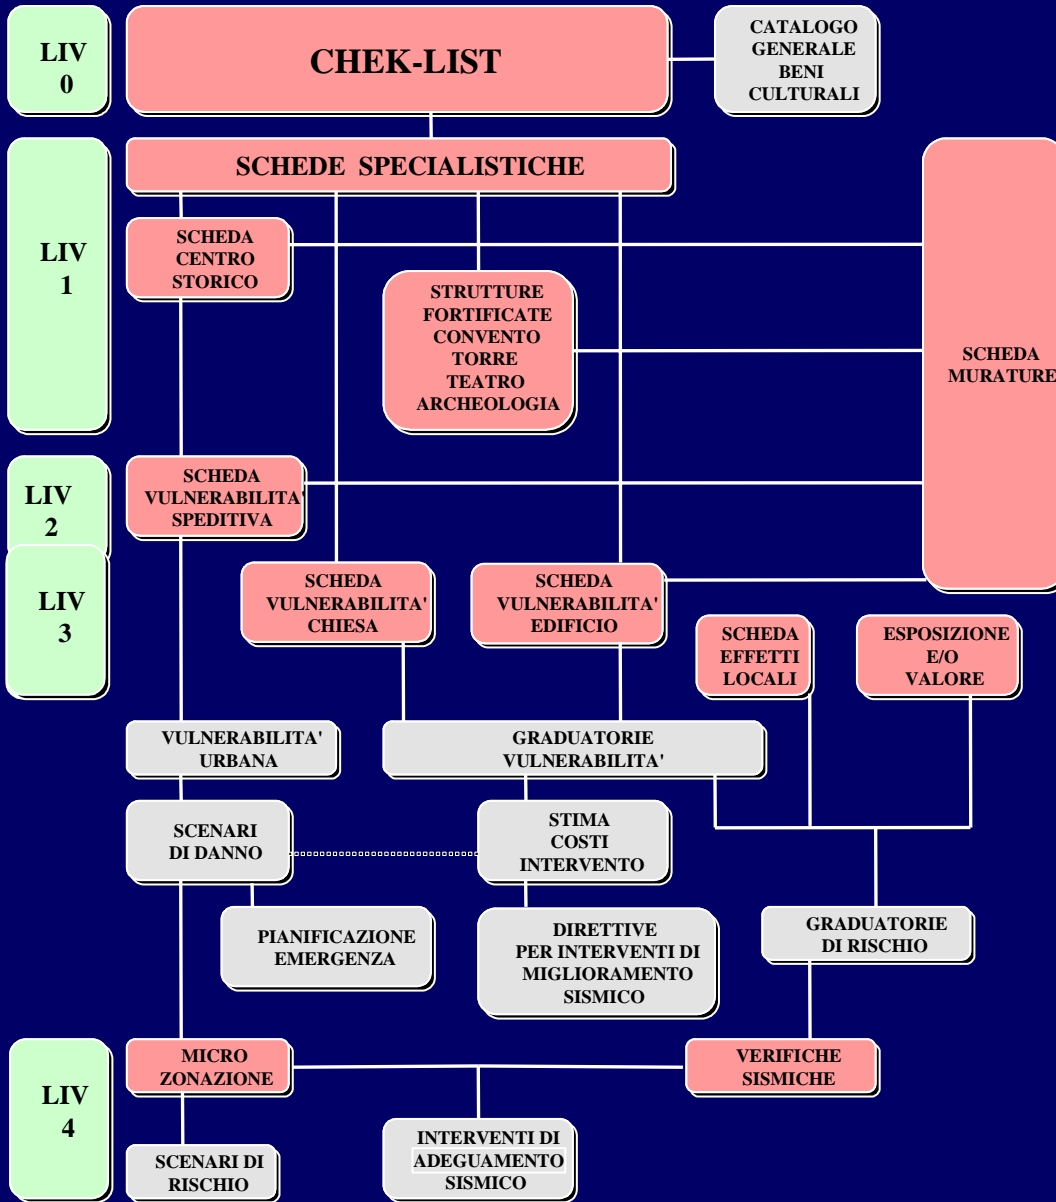 LIV
0
CHEK-LIST
CATALOGO
GENERALE
BENI
CULTURALI
LIV
1
SCHEDE SPECIALISTICHE
SCHEDA
CENTRO
STORICO
STRUTTURE
FORTIFICATE
CONVENTO
TORRE
TEATRO
ARCHEOLOGIA
SCHEDA
MURATURE
LIV
2
SCHEDA
VULNERABILITA'
SPEDITIVA
LIV
3
SCHEDA
VULNERABILITA'
CHIESA
SCHEDA
VULNERABILITA'
EDIFICIO
SCHEDA
EFFETTI
LOCALI
ESPOSIZIONE
E/O
VALORE
VULNERABILITA'
URBANA
GRADUATORIE
VULNERABILITA'
SCENARI
DI DANNO
STIMA
COSTI
INTERVENTO
PIANIFICAZIONE
EMERGENZA
DIRETTIVE
PER INTERVENTI DI
MIGLIORAMENTO
SISMICO
GRADUATORIE
DI RISCHIO
LIV
4
MICRO
ZONAZIONE
VERIFICHE
SISMICHE
SCENARI DI
RISCHIO
INTERVENTI DI
ADEGUAMENTO
SISMICO